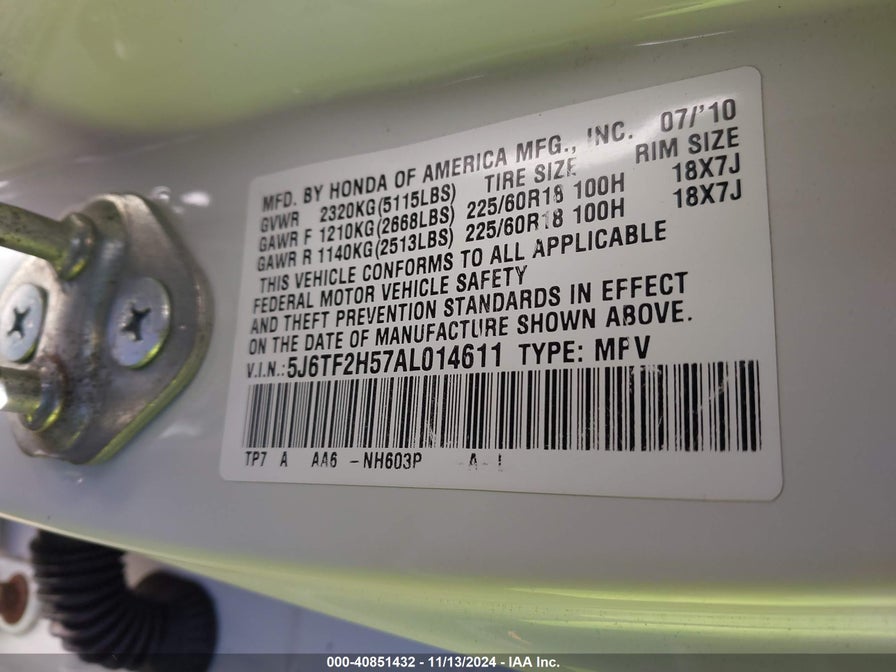 MFD. BY HONDA OF AMERICA MFG., INC. 07/'10
GVWR 2320KG(5115LBS) TIRE SIZE RIM SIZE
GAWR F 1210KG(2668LBS) 225/60R18 100H 18X7J
GAWR R 1140KG(2513LBS) 225/60R18 100H 18X7J
THIS VEHICLE CONFORMS TO ALL APPLICABLE
FEDERAL MOTOR VEHICLE SAFETY
AND THEFT PREVENTION STANDARDS IN EFFECT
ON THE DATE OF MANUFACTURE SHOWN ABOVE.
V.I.N.:5J6TF2H57AL014611 TYPE: MPV
TP7 A AA6 -NH603P -A-
000-40851432 - 11/13/2024 - IAA Inc.